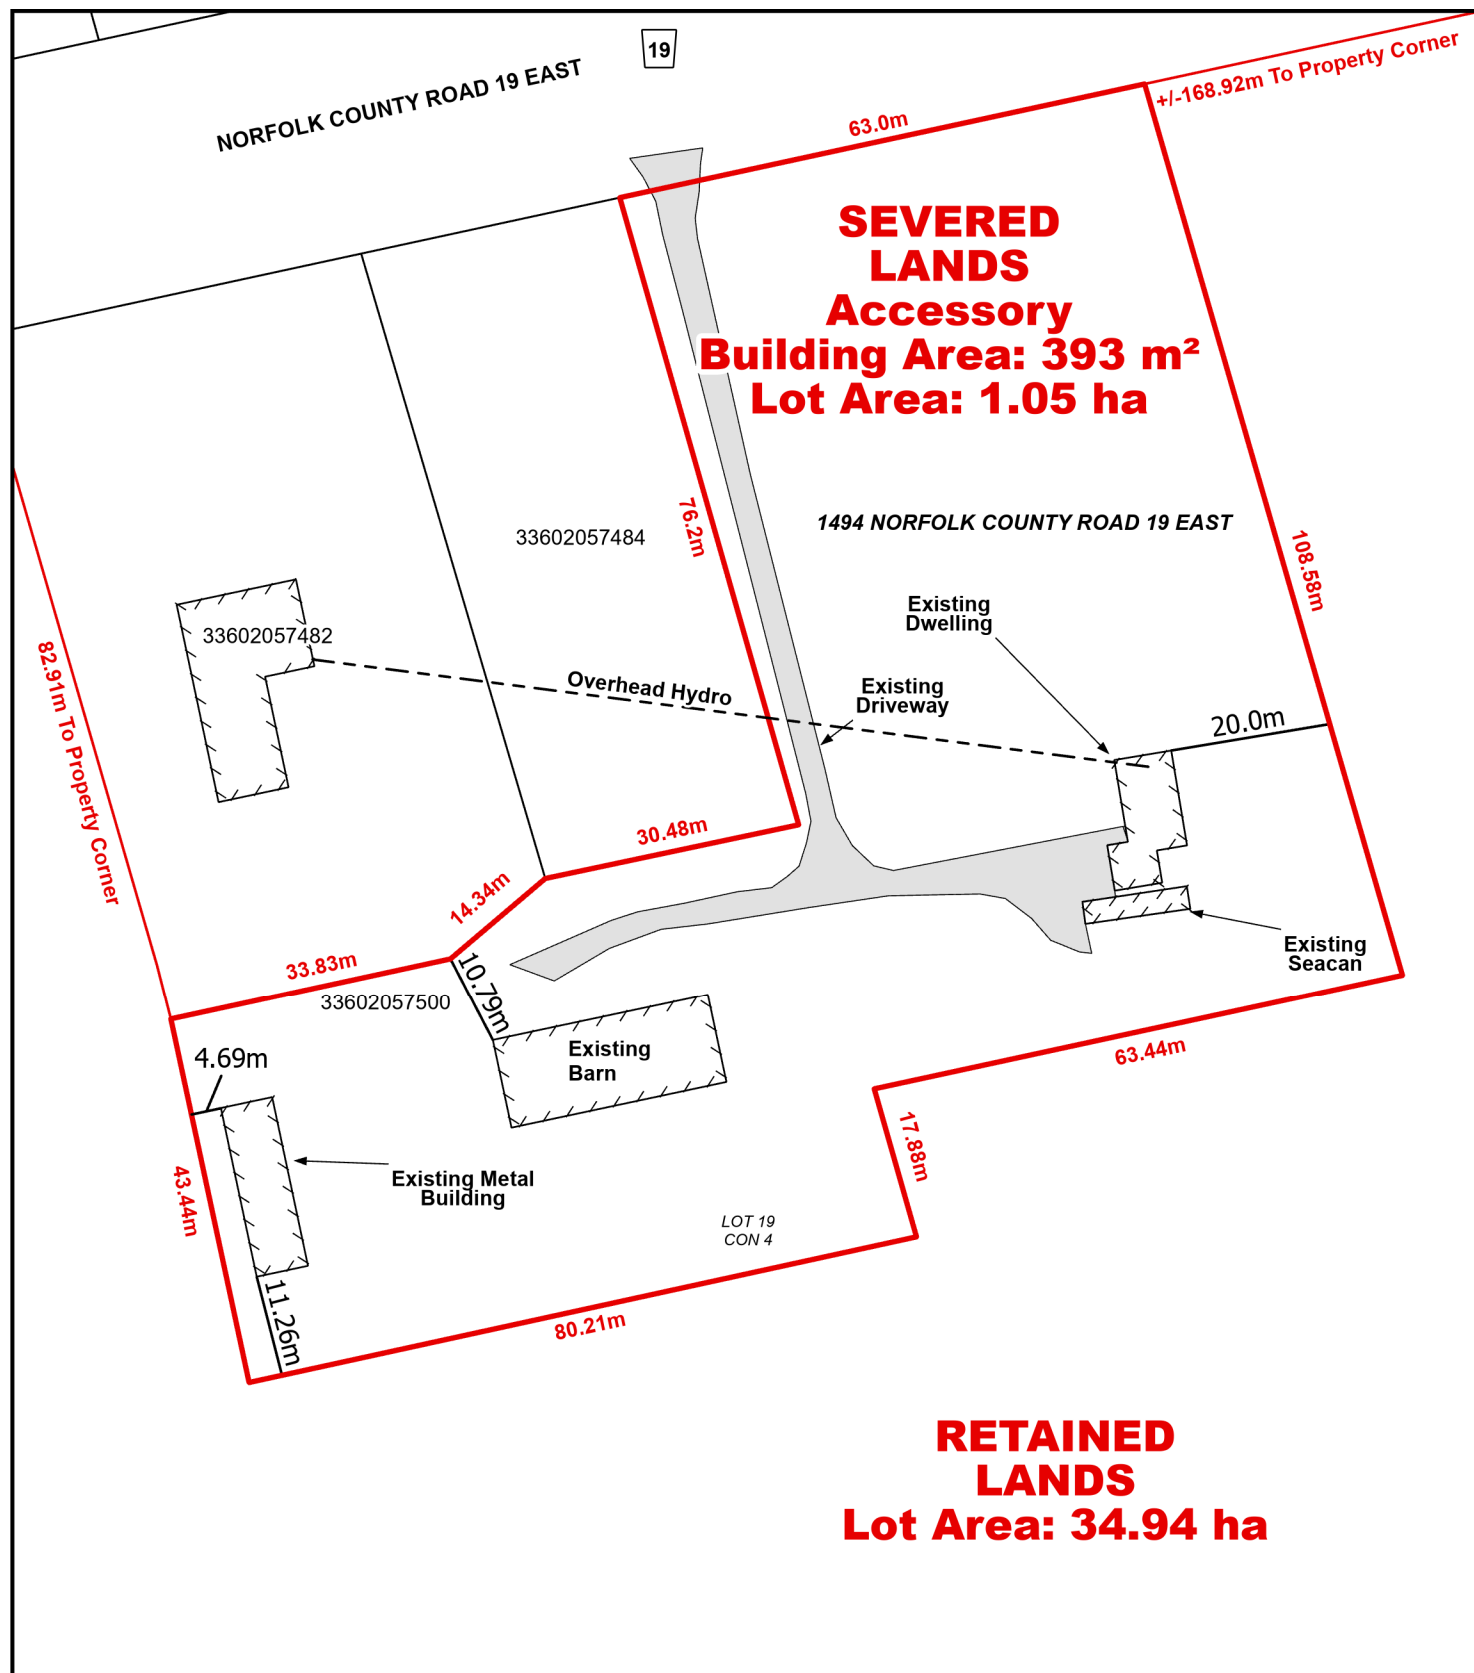 19
NORFOLK COUNTY ROAD 19 EAST
+/-168.92m To Property Corner
63.0m
SEVERED
LANDS
Accessory
Building Area: 393 m²
Lot Area: 1.05 ha
76.2m
1494 NORFOLK COUNTY ROAD 19 EAST
33602057484
108.58m
Existing
Dwelling
33602057482
82.91m To Property Corner
Overhead Hydro
Existing
Driveway
20.0m
30.48m
14.34m
Existing
Seacan
33.83m
33602057500
10.79m
Existing
Barn
4.69m
63.44m
17.88m
43.44m
Existing Metal
Building
LOT 19
CON 4
11.26m
80.21m
RETAINED
LANDS
Lot Area: 34.94 ha